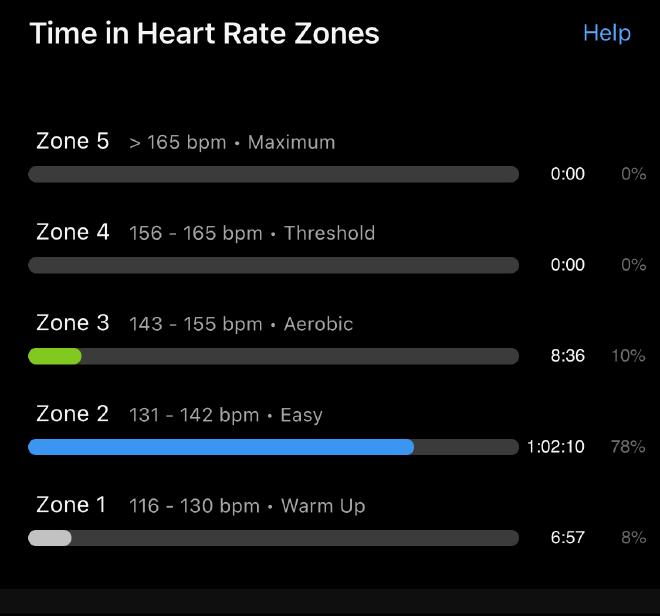 Time in Heart Rate Zones Help
Zone 5 > 165 bpm • Maximum
0:00 0%
Zone 4 156 - 165 bpm • Threshold
0:00 0%
Zone 3 143 - 155 bpm • Aerobic
8:36 10%
Zone 2 131 - 142 bpm • Easy
1:02:10 78%
Zone 1 116 - 130 bpm • Warm Up
6:57 8%